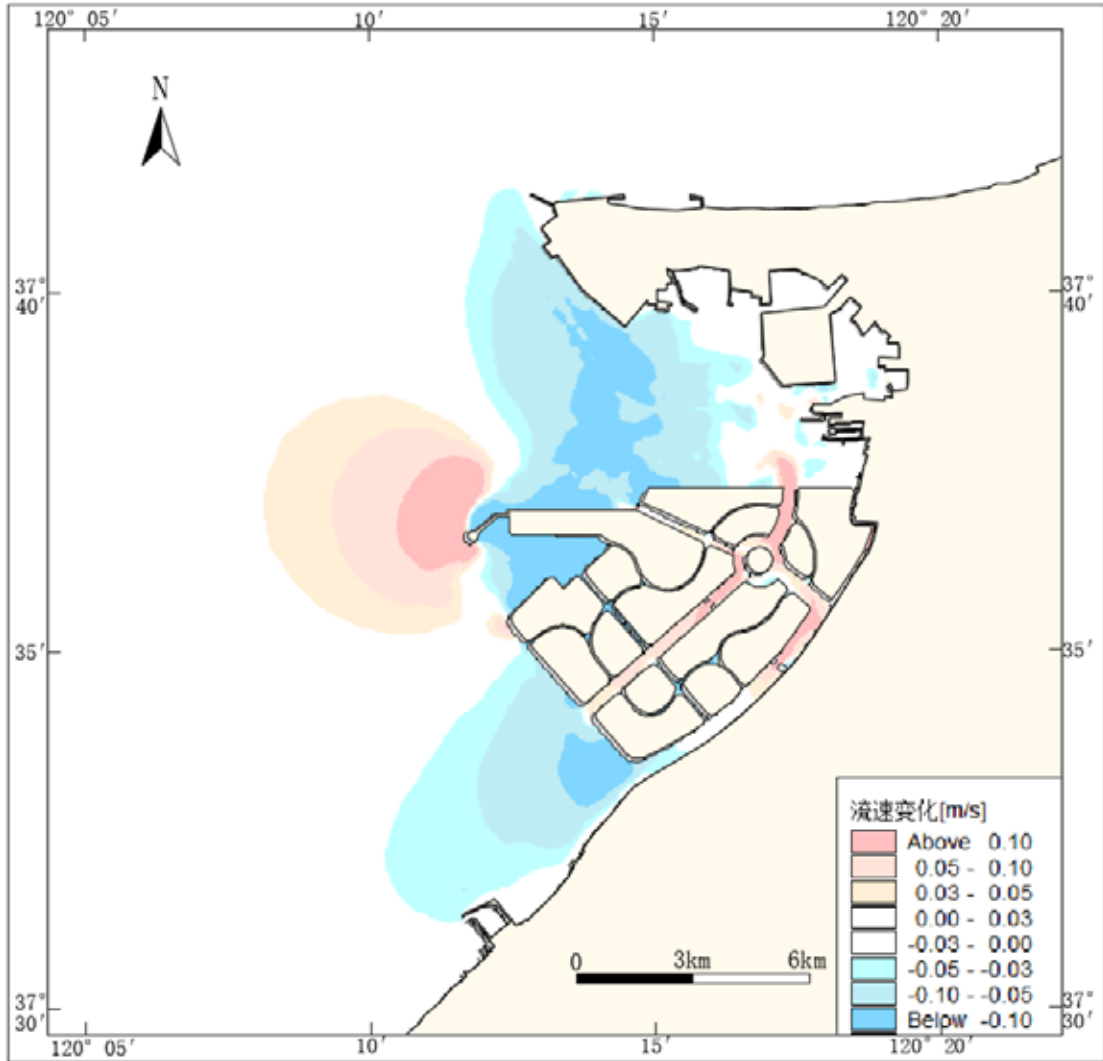 120° 05′ 10′ 15′ 120° 20′
N
37° 40′ 37° 40′
35′ 35′
流速变化[m/s]
Above 0.10
0.05 - 0.10
0.03 - 0.05
0.00 - 0.03
-0.03 - 0.00
-0.05 - -0.03
-0.10 - -0.05
Below -0.10
0 3km 6km
37° 30′ 37° 30′
120° 05′ 10′ 15′ 120° 20′